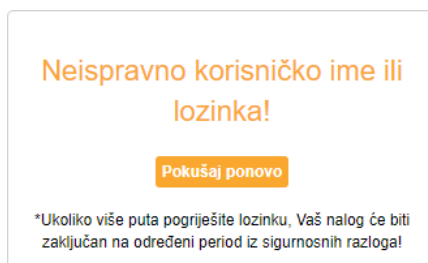 Neispravno korisničko ime ili
lozinka!
Pokušaj ponovo
*Ukoliko više puta pogriješite lozinku, Vaš nalog će biti
zaključan na određeni period iz sigurnosnih razloga!